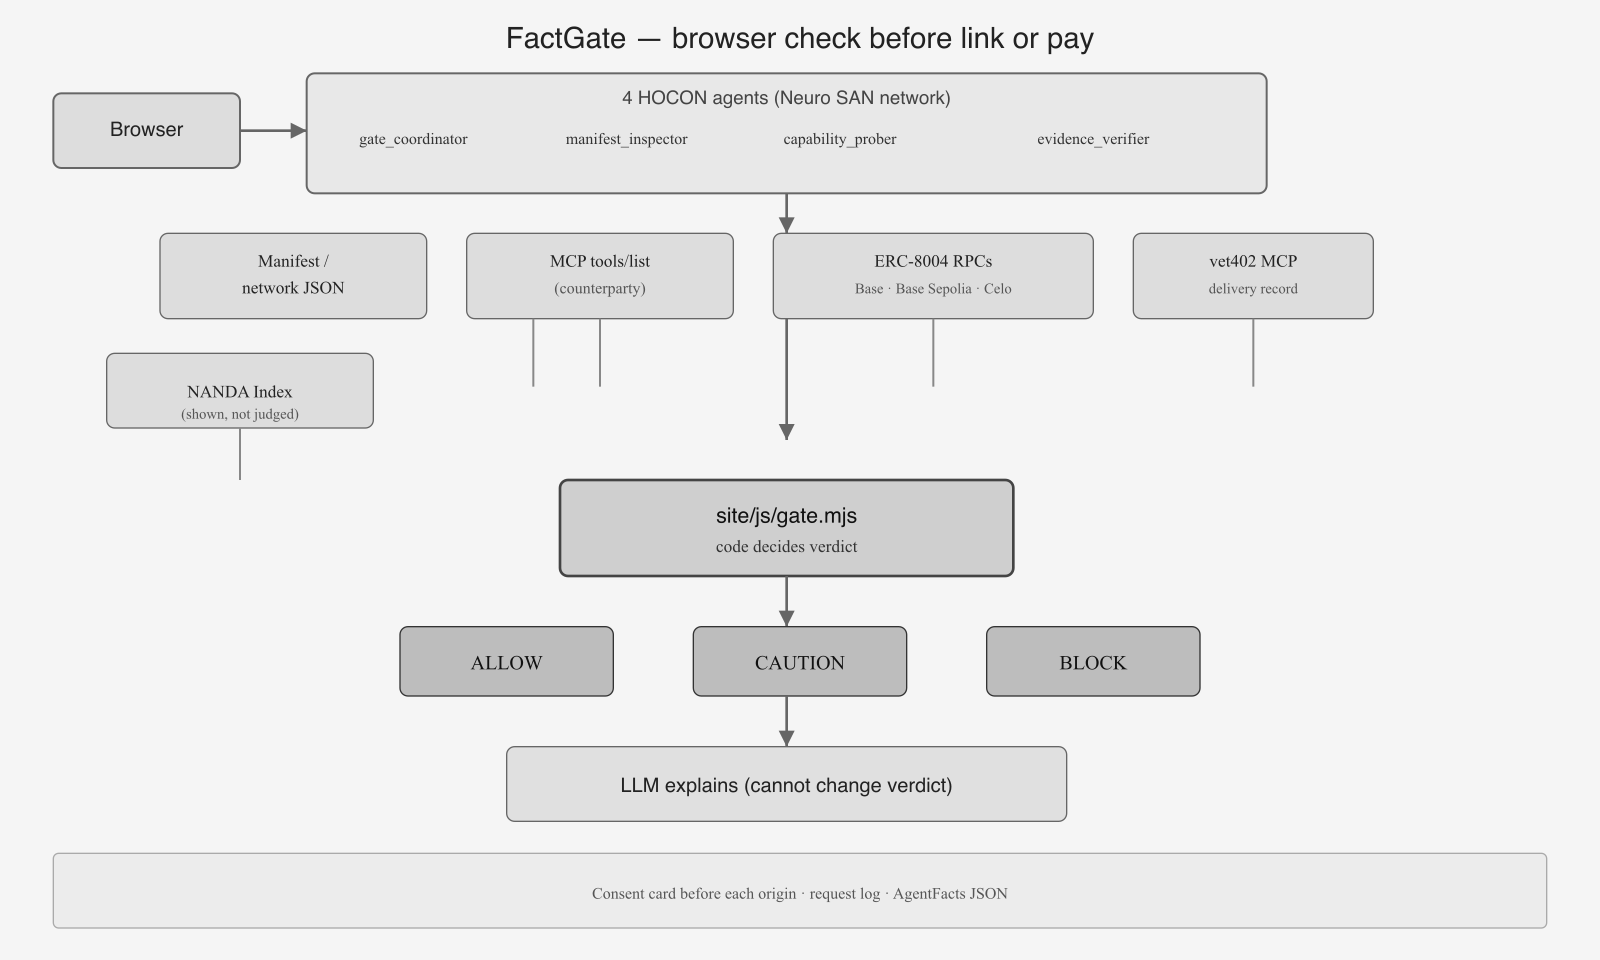 FactGate — browser check before link or pay
4 HOCON agents (Neuro SAN network)
Browser
gate_coordinator
manifest_inspector
capability_prober
evidence_verifier
Manifest /
network JSON
MCP tools/list
(counterparty)
ERC-8004 RPCs
Base · Base Sepolia · Celo
vet402 MCP
delivery record
NANDA Index
(shown, not judged)
site/js/gate.mjs
code decides verdict
ALLOW
CAUTION
BLOCK
LLM explains (cannot change verdict)
Consent card before each origin · request log · AgentFacts JSON